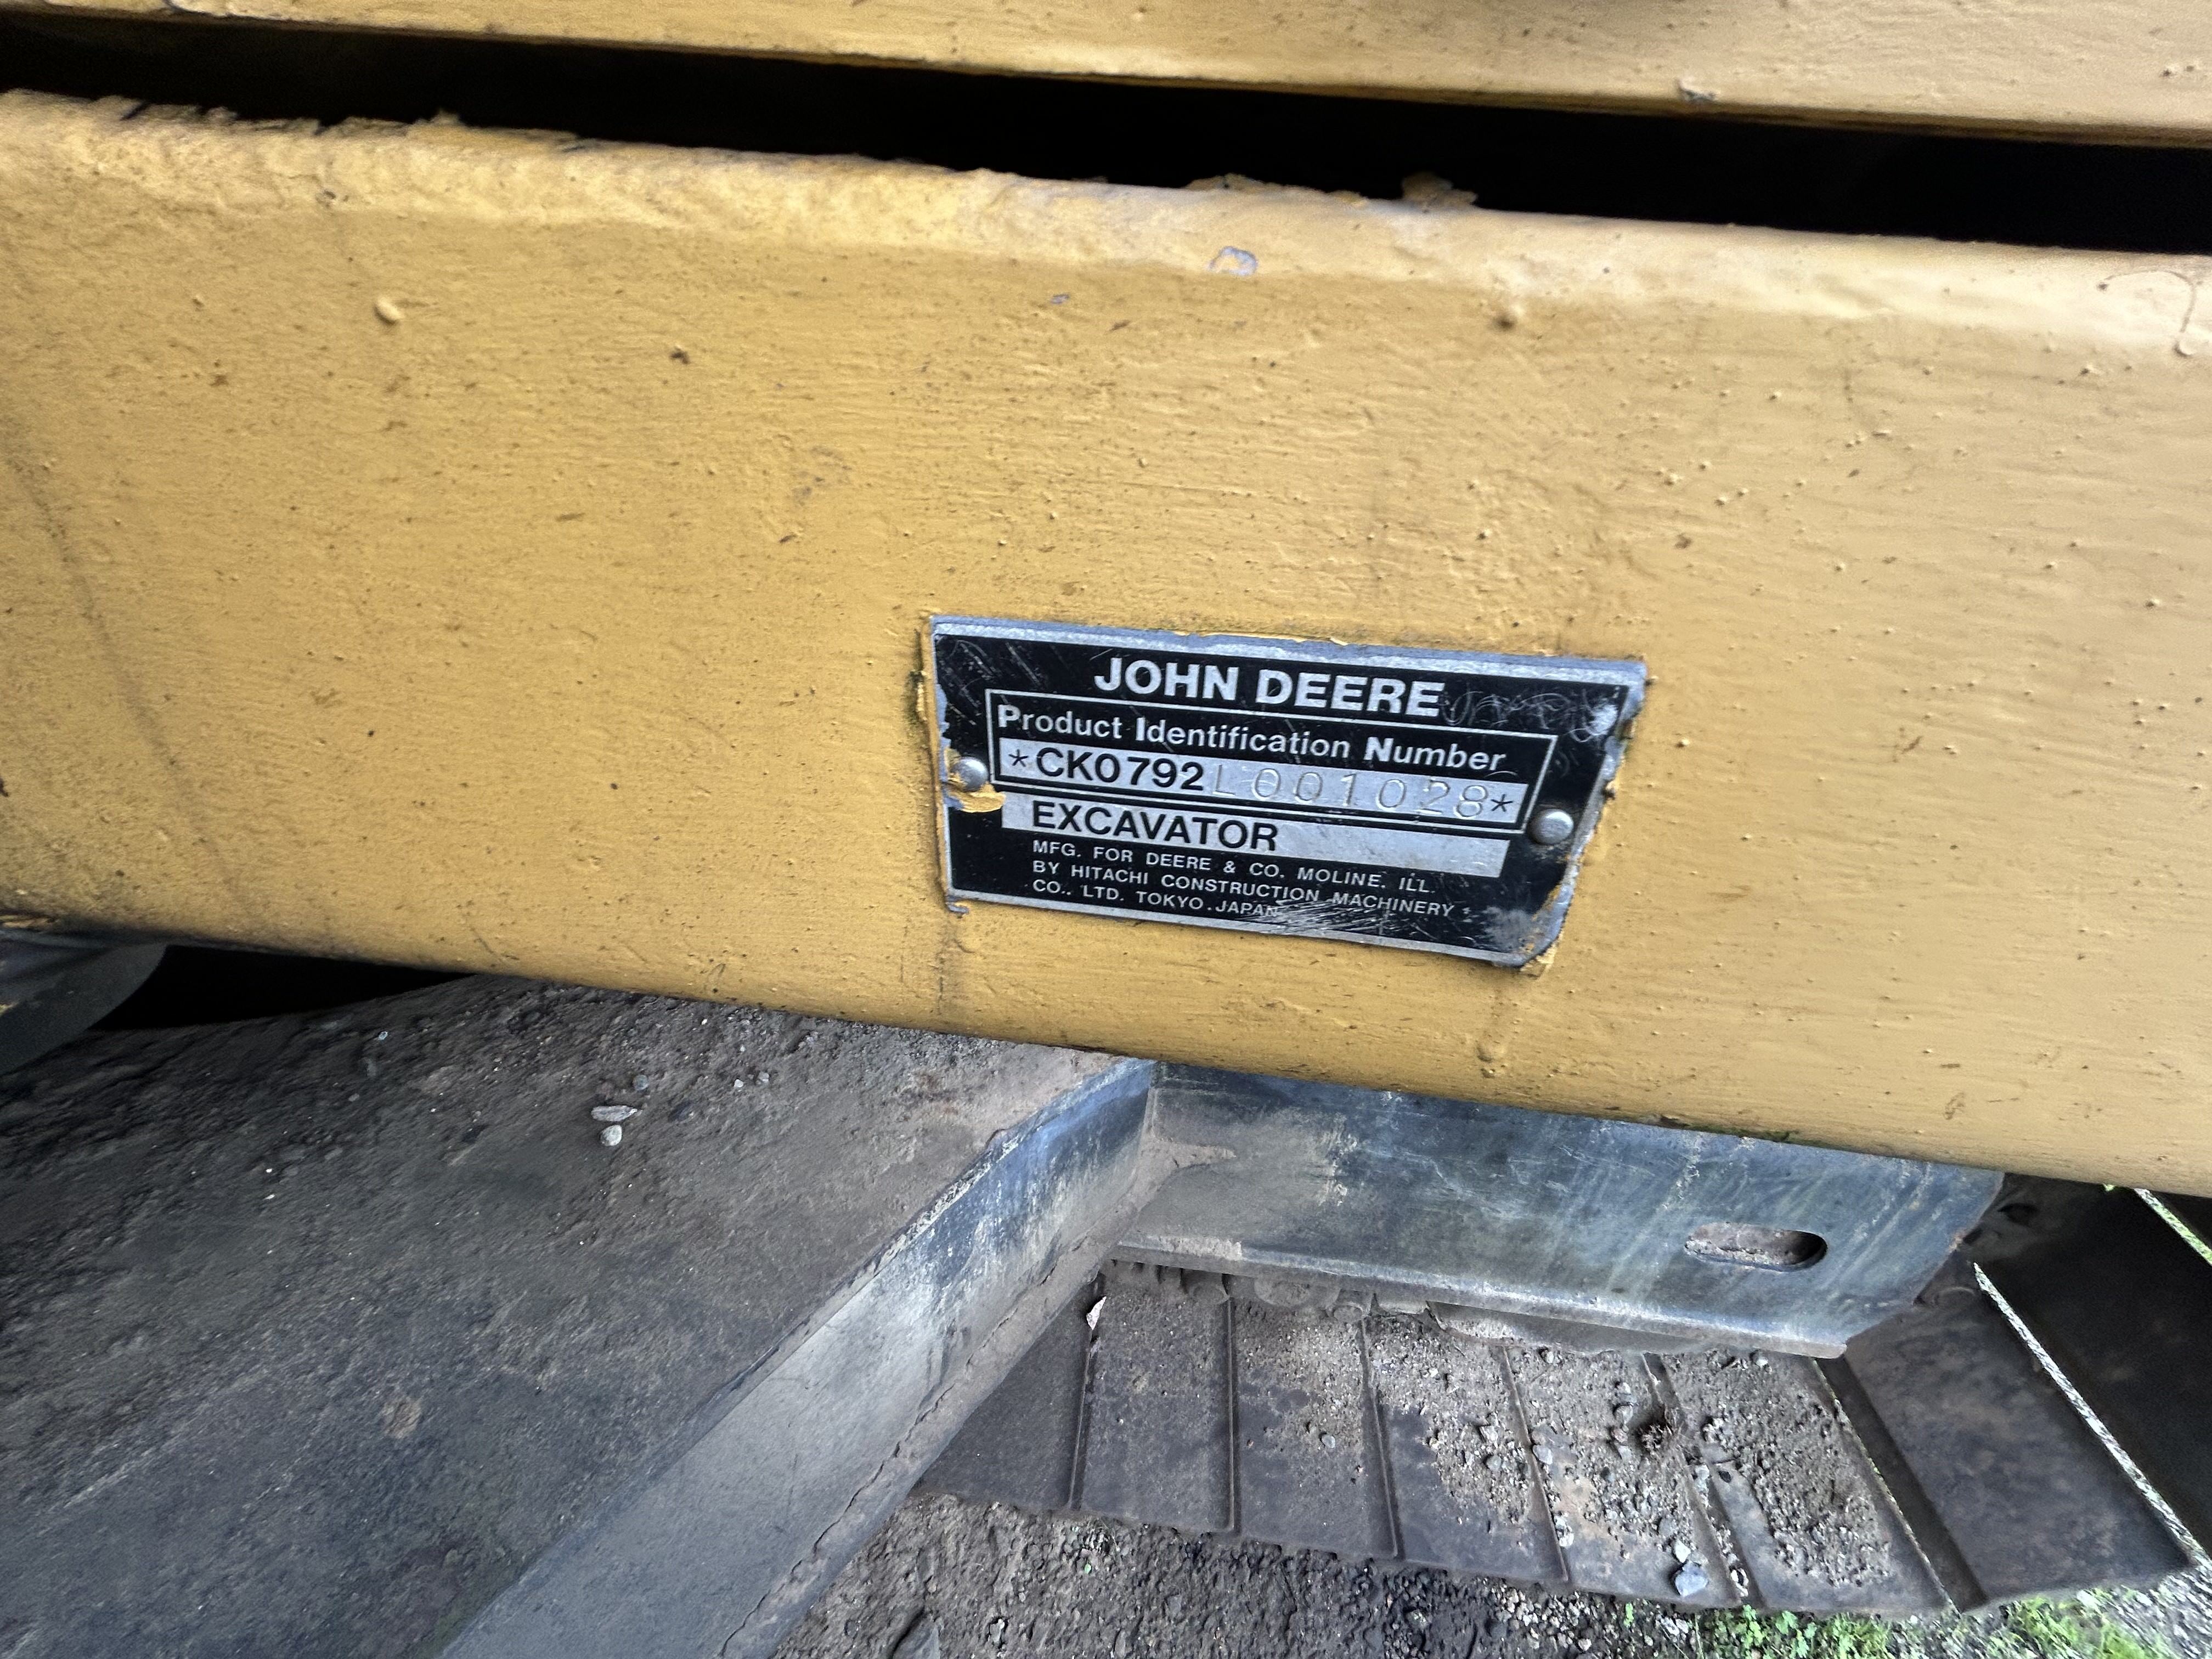 JOHN DEERE
Product Identification Number
*CK0792L001028*
EXCAVATOR
MFG. FOR DEERE & CO. MOLINE. ILL.
BY HITACHI CONSTRUCTION MACHINERY
CO., LTD. TOKYO.JAPAN